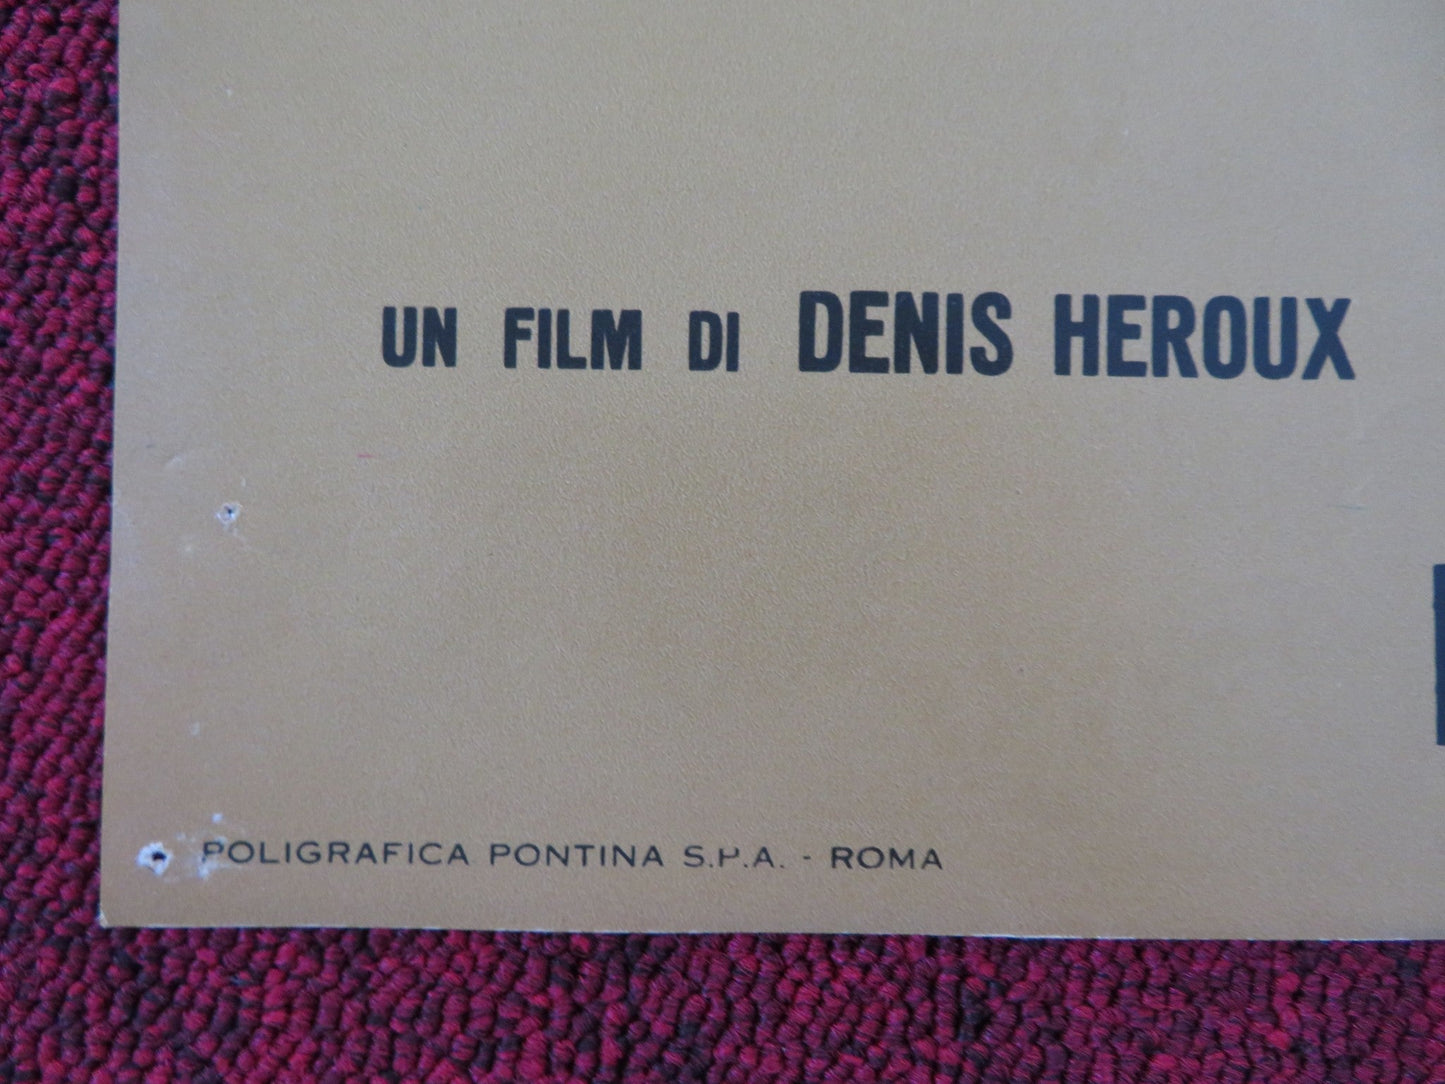 UN FILM DI DENIS HEROUX
POLIGRAFICA PONTINA S.P.A. - ROMA